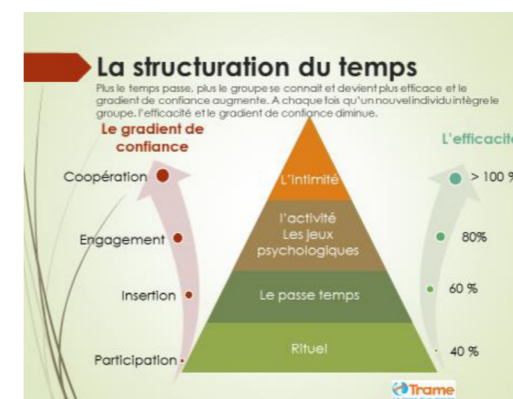 La structuration du temps
Plus le temps passe, plus le groupe se connait et devient plus efficace et le
gradient de confiance augmente. A chaque fois qu'un nouvel individu intègre le
groupe, l'efficacité et le gradient de confiance diminue.
Le gradient de
confiance
L'efficacité
Coopération
L'intimité
> 100 %
l'activité
Les jeux
psychologiques
Engagement
80%
Insertion
Le passe temps
60 %
Participation
Rituel
40 %
Trame